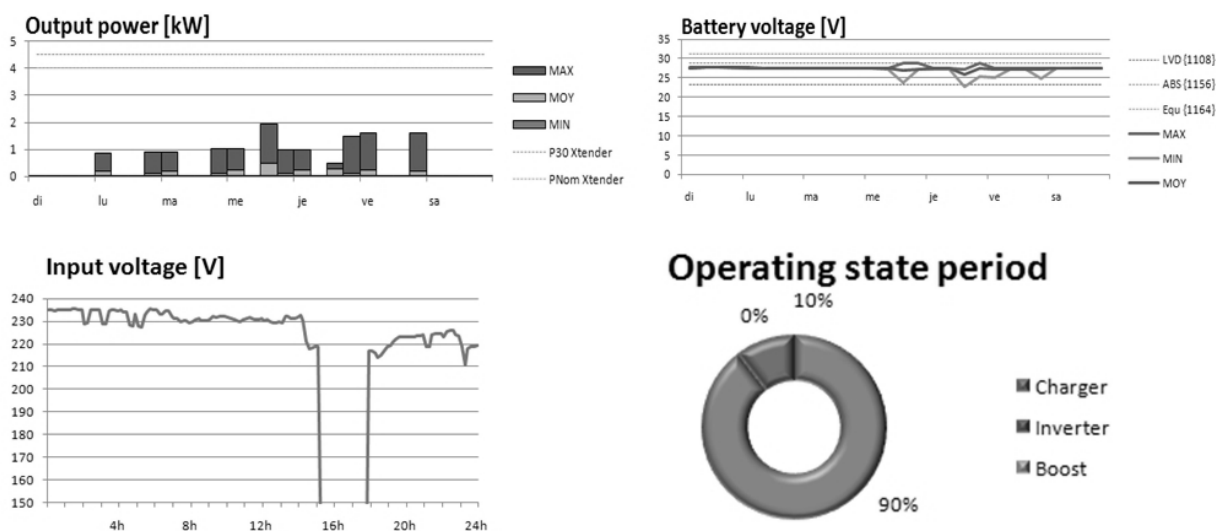 Output power [kW]
5
4
3
2
1
0
di lu ma me je ve sa
MAX
MOY
MIN
P30 Xtender
PNom Xtender
Battery voltage [V]
35
30
25
20
15
10
5
0
di lu ma me je ve sa
LVD {1108}
ABS {1156}
Equ {1164}
MAX
MIN
MOY
Input voltage [V]
240
230
220
210
200
190
180
170
160
150
4h 8h 12h 16h 20h 24h
Operating state period
0% 10%
90%
Charger
Inverter
Boost